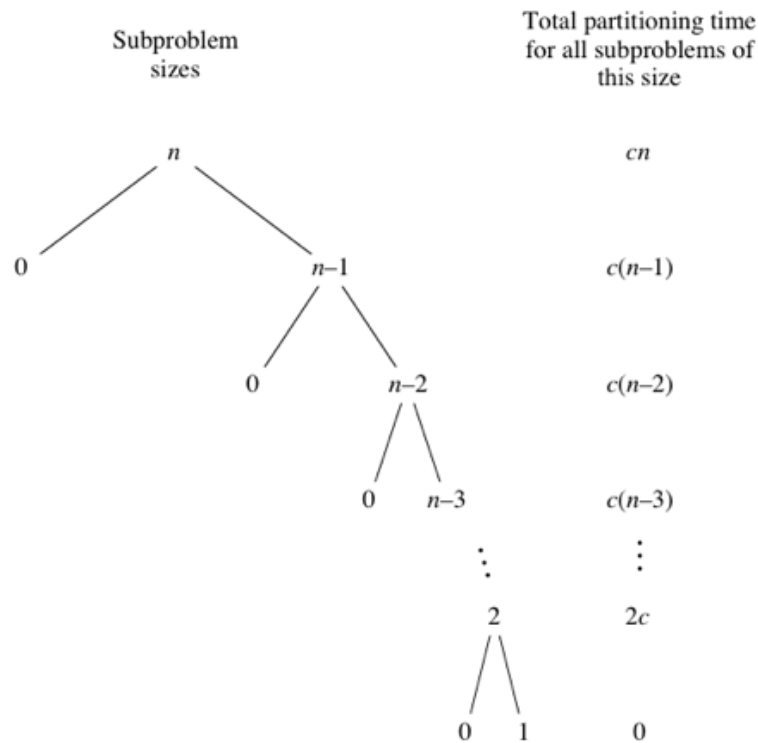 Subproblem
sizes
Total partitioning time
for all subproblems of
this size
n cn
0 n–1 c(n–1)
0 n–2 c(n–2)
0 n–3 c(n–3)
⋱ ⋮
2 2c
0 1 0